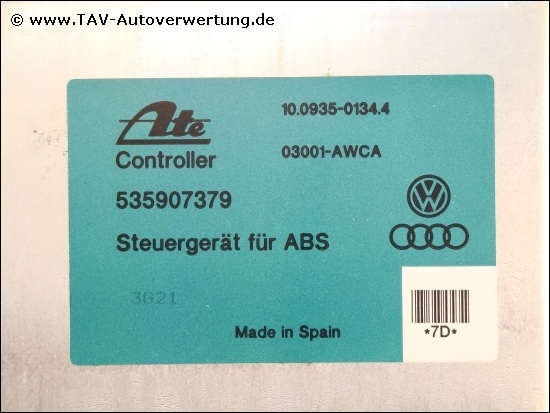 © www.TAV-Autoverwertung.de
Ate
10.0935-0134.4
Controller
03001-AWCA
535907379
VW
Steuergerät für ABS
3G21
Made in Spain
*7D*